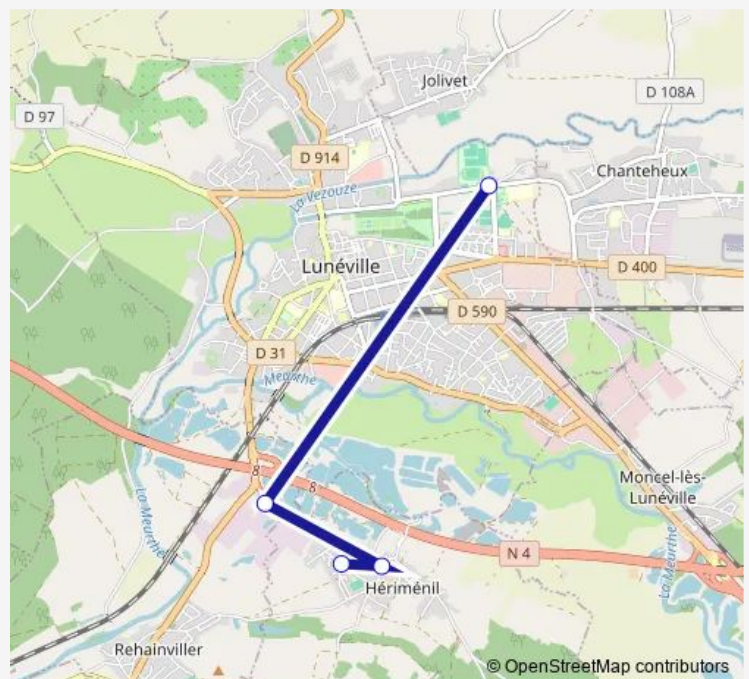 Jolivet
D 108A
D 97
D 914
Chanteheux
La Vezouze
Lunéville
D 400
D 590
D 31
Meurthe
8
8
Moncel-lès-
Lunéville
La Meurthe
N 4
La Meurthe
Hériménil
Rehainviller
© OpenStreetMap contributors